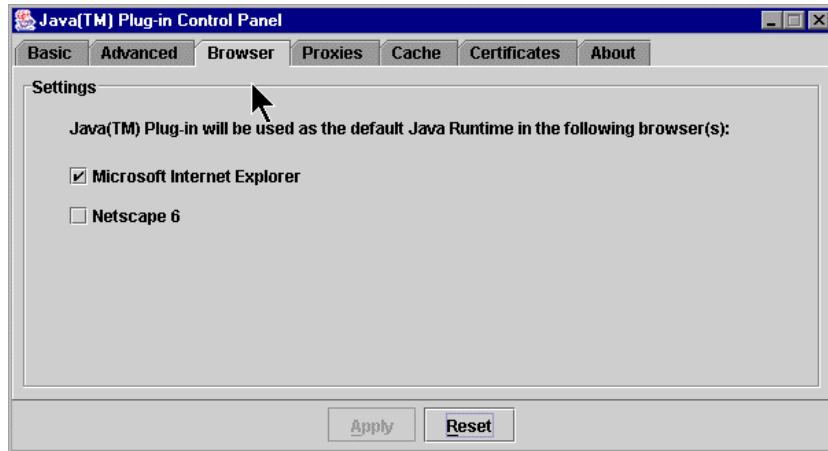 Java(TM) Plug-in Control Panel
Basic Advanced Browser Proxies Cache Certificates About
Settings
Java(TM) Plug-in will be used as the default Java Runtime in the following browser(s):
Microsoft Internet Explorer
Netscape 6
Apply Reset